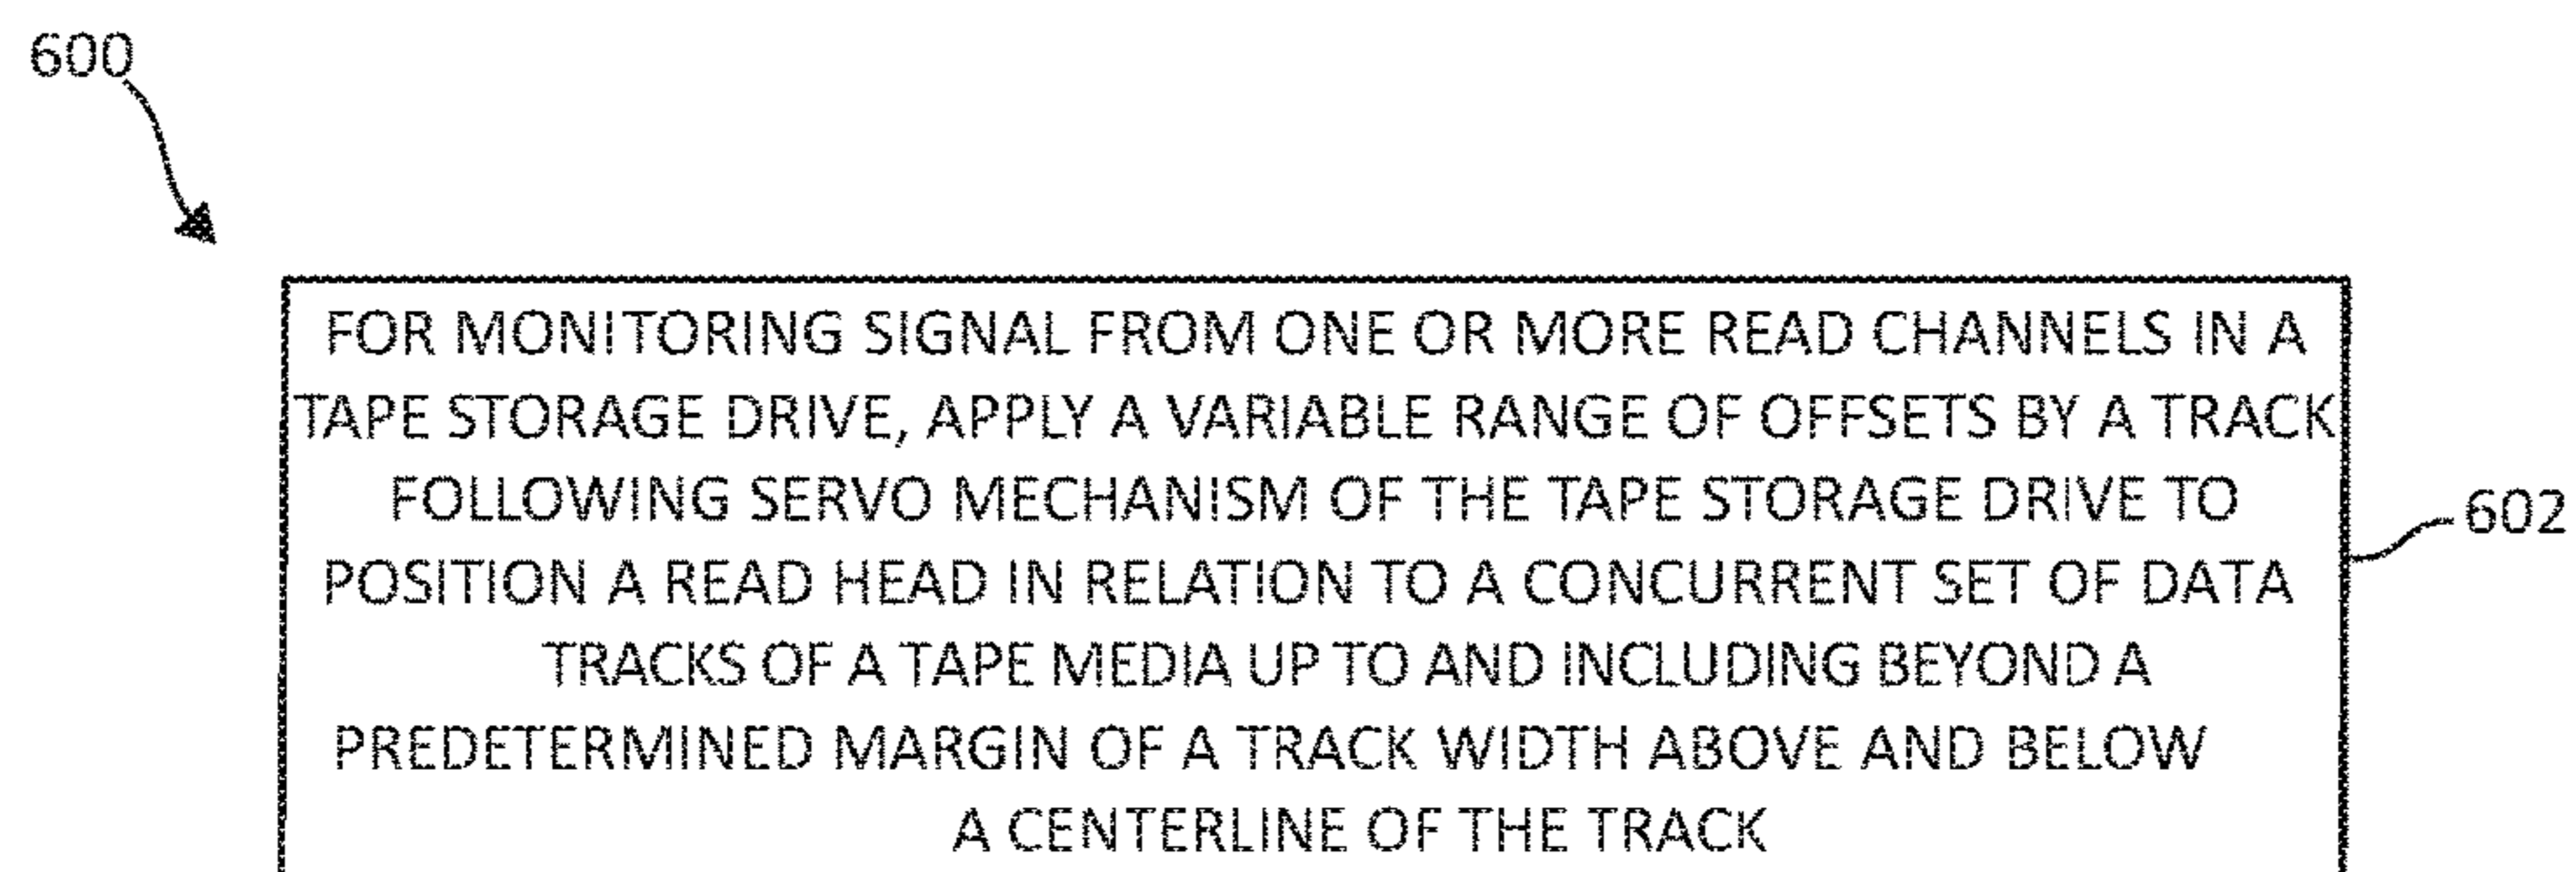 600
FOR MONITORING SIGNAL FROM ONE OR MORE READ CHANNELS IN A
TAPE STORAGE DRIVE, APPLY A VARIABLE RANGE OF OFFSETS BY A TRACK
FOLLOWING SERVO MECHANISM OF THE TAPE STORAGE DRIVE TO
602
POSITION A READ HEAD IN RELATION TO A CONCURRENT SET OF DATA
TRACKS OF A TAPE MEDIA UP TO AND INCLUDING BEYOND A
PREDETERMINED MARGIN OF A TRACK WIDTH ABOVE AND BELOW
A CENTERLINE OF THE TRACK